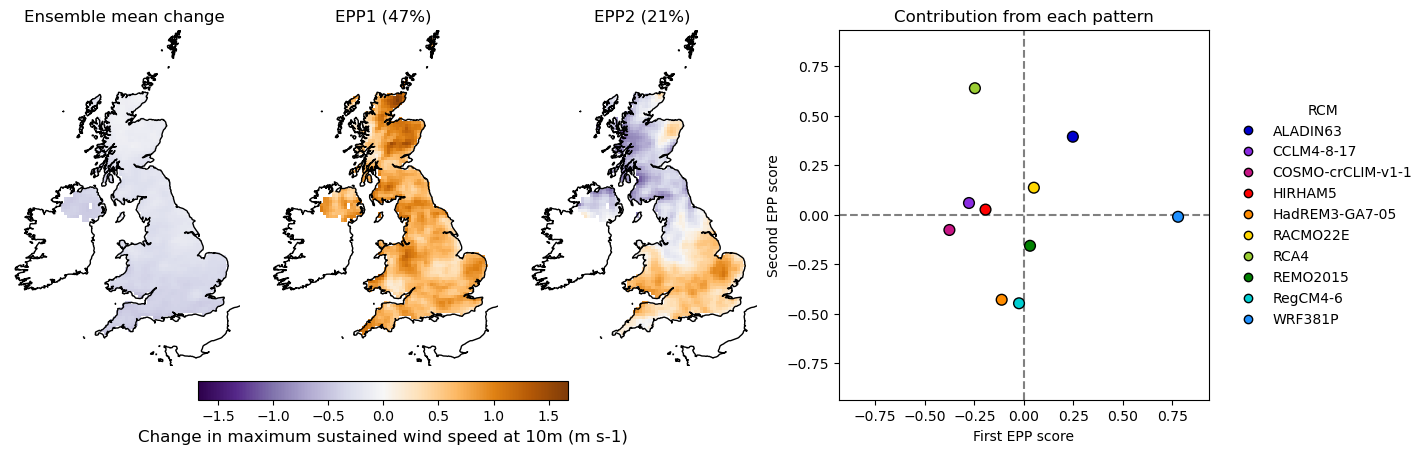 Ensemble mean change
EPP1 (47%)
EPP2 (21%)
Contribution from each pattern
−1.5 −1.0 −0.5 0.0 0.5 1.0 1.5
Change in maximum sustained wind speed at 10m (m s-1)
Second EPP score
0.75
0.50
0.25
0.00
−0.25
−0.50
−0.75
−0.75 −0.50 −0.25 0.00 0.25 0.50 0.75
First EPP score
RCM
ALADIN63
CCLM4-8-17
COSMO-crCLIM-v1-1
HIRHAM5
HadREM3-GA7-05
RACMO22E
RCA4
REMO2015
RegCM4-6
WRF381P